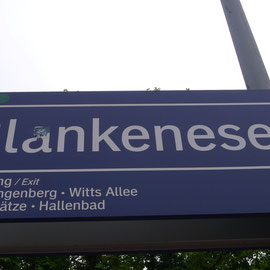 lankenese
ng / Exit
ngenberg • Witts Allee
ätze • Hallenbad